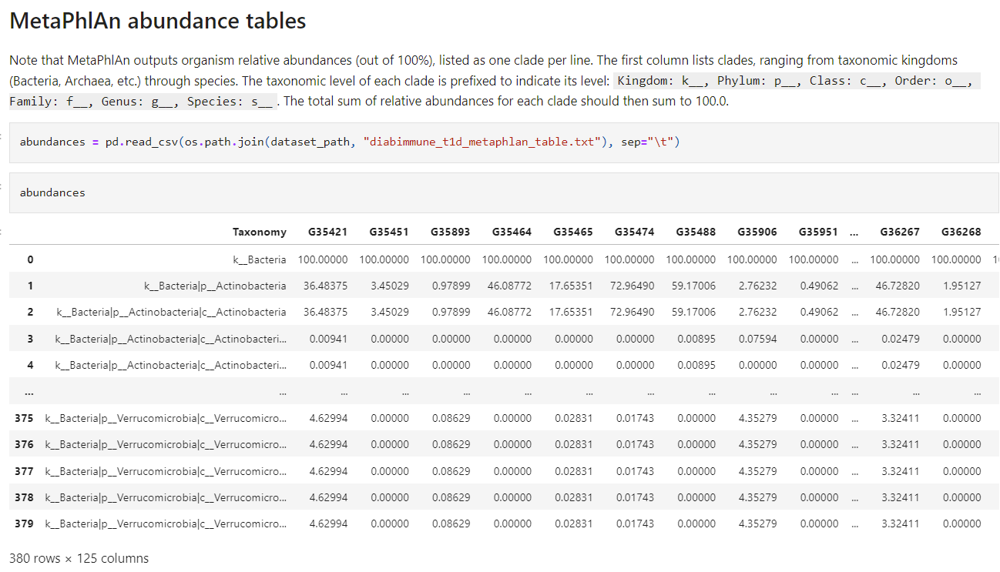 MetaPhlAn abundance tables
Note that MetaPhlAn outputs organism relative abundances (out of 100%), listed as one clade per line. The first column lists clades, ranging from taxonomic kingdoms
(Bacteria, Archaea, etc.) through species. The taxonomic level of each clade is prefixed to indicate its level: Kingdom: k__, Phylum: p__, Class: c__, Order: o__,
Family: f__, Genus: g__, Species: s__ . The total sum of relative abundances for each clade should then sum to 100.0.
abundances = pd.read_csv(os.path.join(dataset_path, "diabimmune_t1d_metaphlan_table.txt"), sep="\t")
abundances
Taxonomy G35421 G35451 G35893 G35464 G35465 G35474 G35488 G35906 G35951 ... G36267 G36268
0 k__Bacteria 100.00000 100.00000 100.00000 100.00000 100.00000 100.00000 100.00000 100.00000 100.00000 ... 100.00000 100.00000 1
1 k__Bacteria|p__Actinobacteria 36.48375 3.45029 0.97899 46.08772 17.65351 72.96490 59.17006 2.76232 0.49062 ... 46.72820 1.95127
2 k__Bacteria|p__Actinobacteria|c__Actinobacteria 36.48375 3.45029 0.97899 46.08772 17.65351 72.96490 59.17006 2.76232 0.49062 ... 46.72820 1.95127
3 k__Bacteria|p__Actinobacteria|c__Actinobacteri... 0.00941 0.00000 0.00000 0.00000 0.00000 0.00000 0.00895 0.07594 0.00000 ... 0.02479 0.00000
4 k__Bacteria|p__Actinobacteria|c__Actinobacteri... 0.00941 0.00000 0.00000 0.00000 0.00000 0.00000 0.00895 0.00000 0.00000 ... 0.02479 0.00000
... ... ... ... ... ... ... ... ... ... ... ... ... ...
375 k__Bacteria|p__Verrucomicrobia|c__Verrucomicro... 4.62994 0.00000 0.08629 0.00000 0.02831 0.01743 0.00000 4.35279 0.00000 ... 3.32411 0.00000
376 k__Bacteria|p__Verrucomicrobia|c__Verrucomicro... 4.62994 0.00000 0.08629 0.00000 0.02831 0.01743 0.00000 4.35279 0.00000 ... 3.32411 0.00000
377 k__Bacteria|p__Verrucomicrobia|c__Verrucomicro... 4.62994 0.00000 0.08629 0.00000 0.02831 0.01743 0.00000 4.35279 0.00000 ... 3.32411 0.00000
378 k__Bacteria|p__Verrucomicrobia|c__Verrucomicro... 4.62994 0.00000 0.08629 0.00000 0.02831 0.01743 0.00000 4.35279 0.00000 ... 3.32411 0.00000
379 k__Bacteria|p__Verrucomicrobia|c__Verrucomicro... 4.62994 0.00000 0.08629 0.00000 0.02831 0.01743 0.00000 4.35279 0.00000 ... 3.32411 0.00000
380 rows × 125 columns